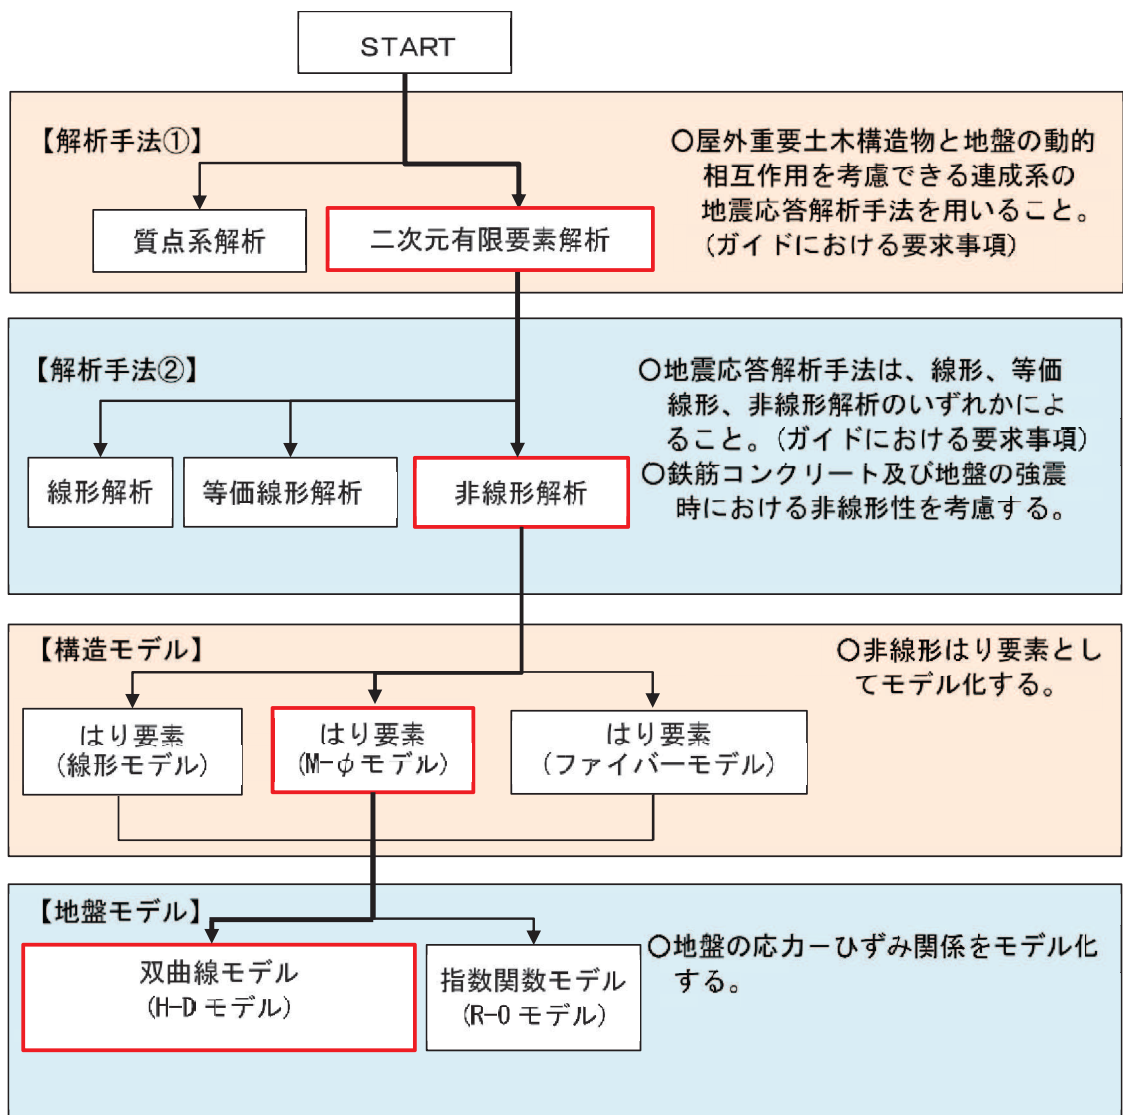 START
【解析手法①】
○屋外重要土木構造物と地盤の動的
相互作用を考慮できる連成系の
地震応答解析手法を用いること。
(ガイドにおける要求事項)
質点系解析
二次元有限要素解析
【解析手法②】
○地震応答解析手法は、線形、等価
線形、非線形解析のいずれかによ
ること。(ガイドにおける要求事項)
○鉄筋コンクリート及び地盤の強震
時における非線形性を考慮する。
線形解析
等価線形解析
非線形解析
【構造モデル】
○非線形はり要素とし
てモデル化する。
はり要素
(線形モデル)
はり要素
(M-φモデル)
はり要素
(ファイバーモデル)
【地盤モデル】
○地盤の応力－ひずみ関係をモデル化
する。
双曲線モデル
(H-Dモデル)
指数関数モデル
(R-Oモデル)